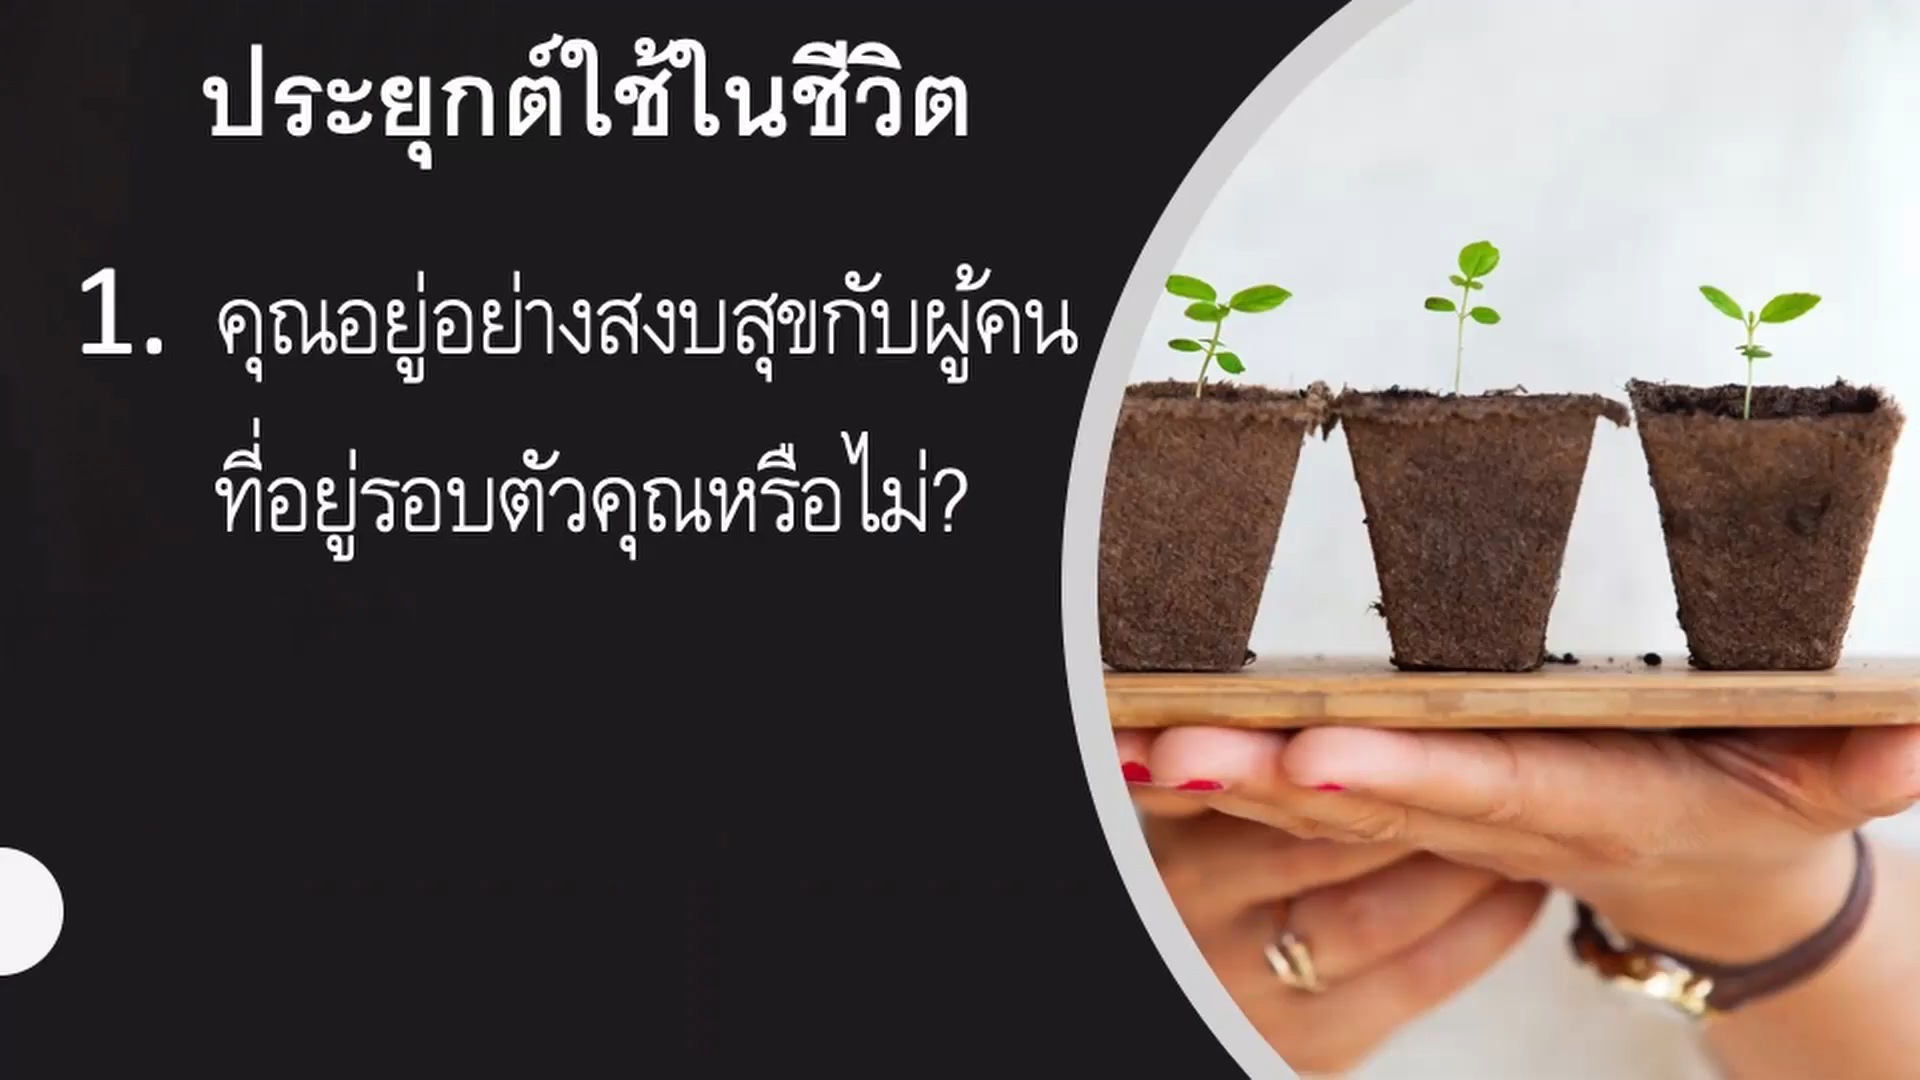 ประยุกต์ใช้ในชีวิต
1. คุณอยู่อย่างสงบสุขกับผู้คน
ที่อยู่รอบตัวคุณหรือไม่?